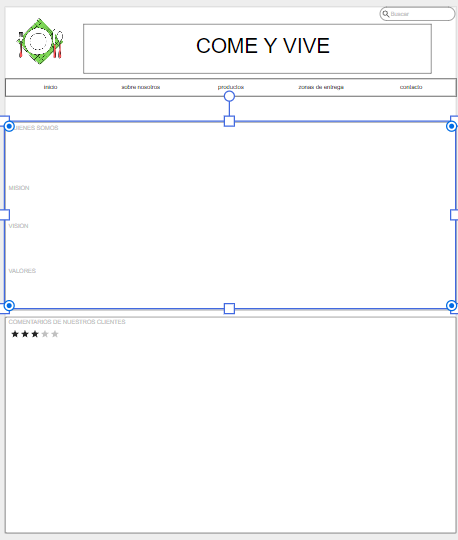 Buscar
COME Y VIVE
inicio
sobre nosotros
productos
zonas de entrega
contacto
IENES SOMOS
MISION
VISION
VALORES
COMENTARIOS DE NUESTROS CLIENTES